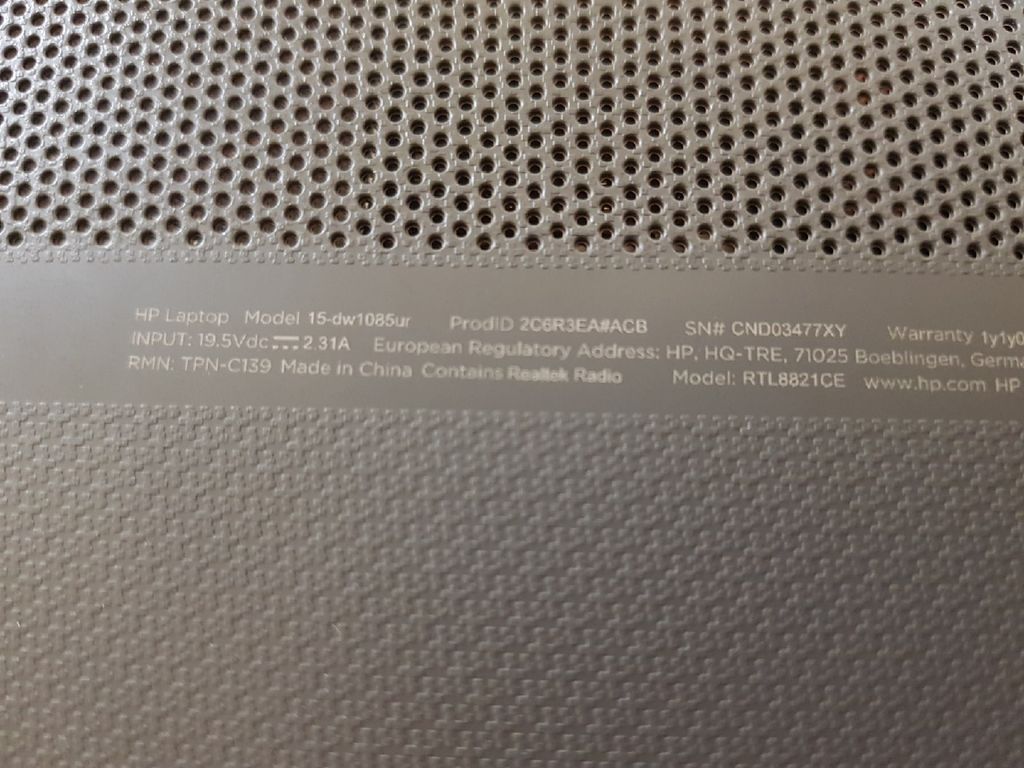 HP Laptop Model 15-dw1085ur ProdID 2C6R3EA#ACB SN# CND03477XY Warranty 1y1y0
INPUT: 19.5Vdc⎓2.31A European Regulatory Address: HP, HQ-TRE, 71025 Boeblingen, Germa
RMN: TPN-C139 Made in China Contains Realtek Radio Model: RTL8821CE www.hp.com HP